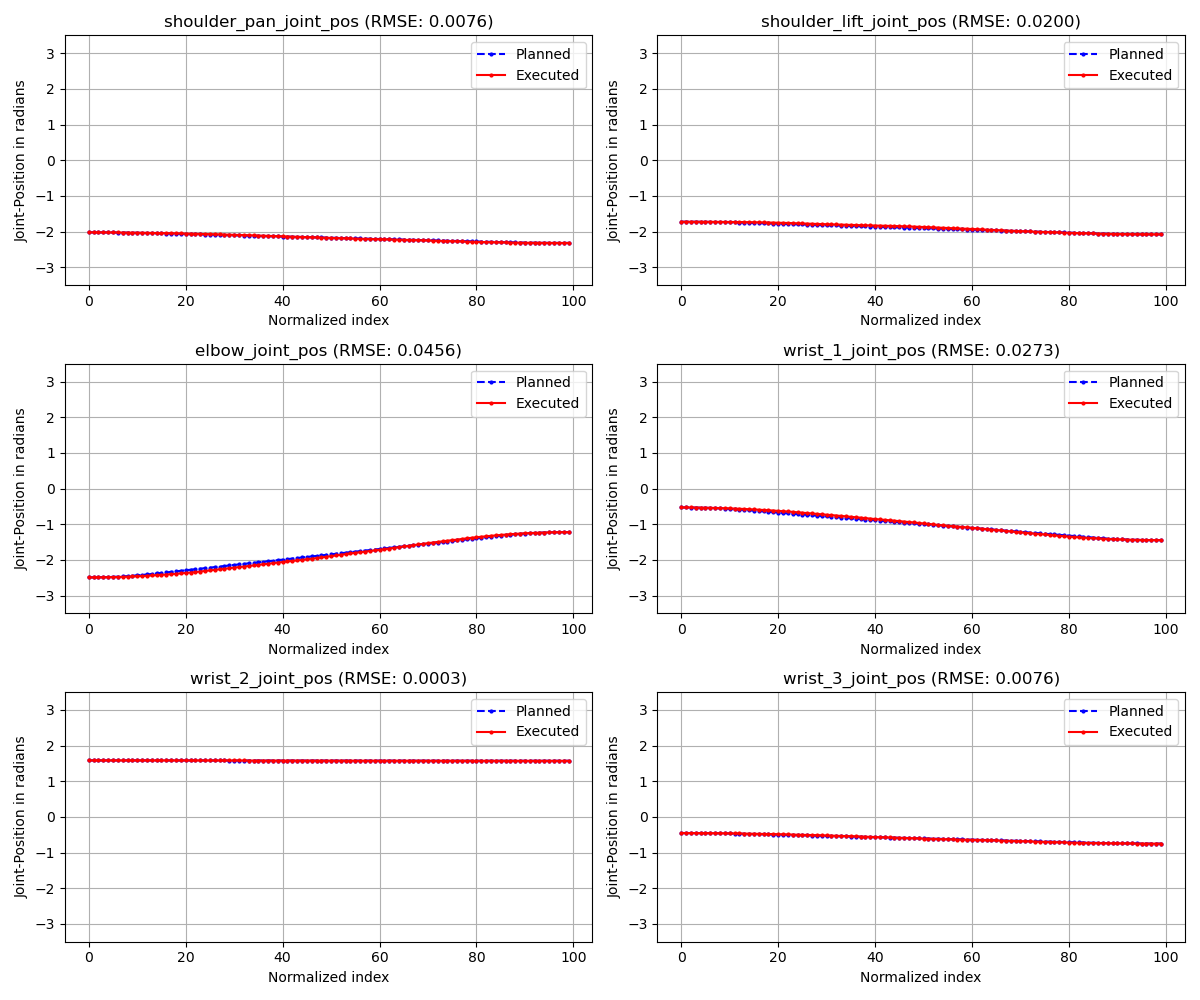 shoulder_pan_joint_pos (RMSE: 0.0076)
Joint-Position in radians
3
2
1
0
−1
−2
−3
Planned
Executed
0 20 40 60 80 100
Normalized index
shoulder_lift_joint_pos (RMSE: 0.0200)
Joint-Position in radians
3
2
1
0
−1
−2
−3
Planned
Executed
0 20 40 60 80 100
Normalized index
elbow_joint_pos (RMSE: 0.0456)
Joint-Position in radians
3
2
1
0
−1
−2
−3
Planned
Executed
0 20 40 60 80 100
Normalized index
wrist_1_joint_pos (RMSE: 0.0273)
Joint-Position in radians
3
2
1
0
−1
−2
−3
Planned
Executed
0 20 40 60 80 100
Normalized index
wrist_2_joint_pos (RMSE: 0.0003)
Joint-Position in radians
3
2
1
0
−1
−2
−3
Planned
Executed
0 20 40 60 80 100
Normalized index
wrist_3_joint_pos (RMSE: 0.0076)
Joint-Position in radians
3
2
1
0
−1
−2
−3
Planned
Executed
0 20 40 60 80 100
Normalized index